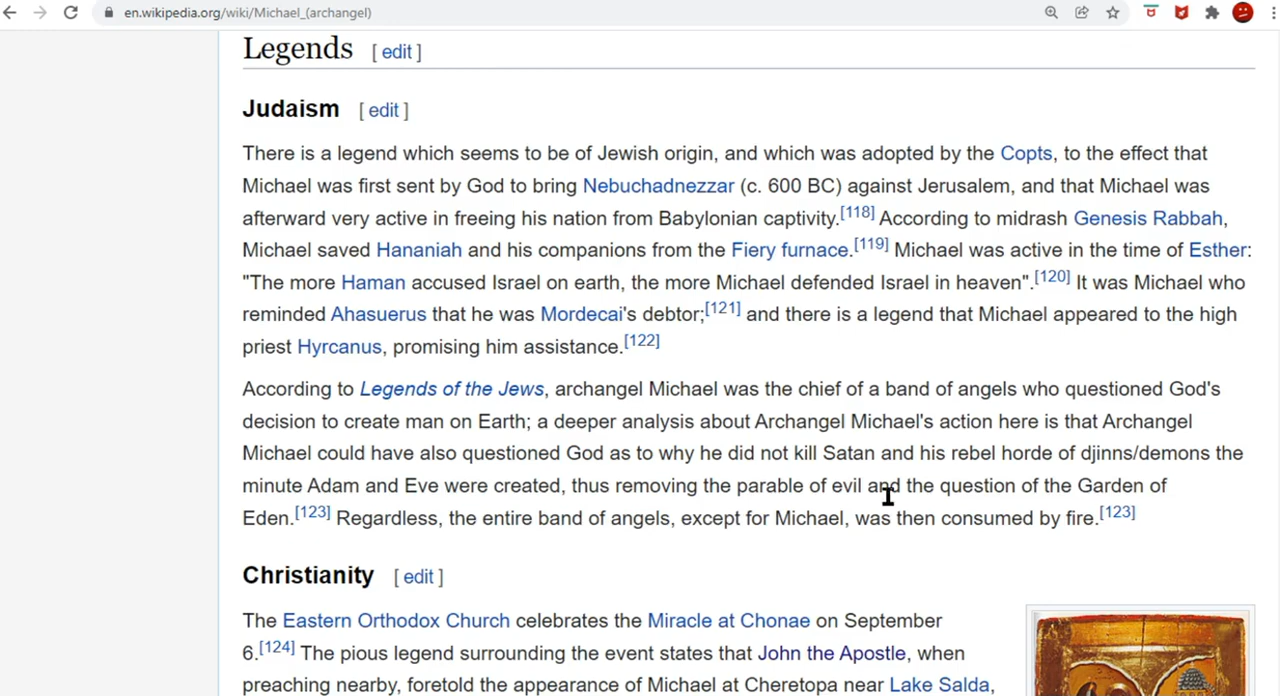 en.wikipedia.org/wiki/Michael_(archangel)
Legends [ edit ]
Judaism [ edit ]
There is a legend which seems to be of Jewish origin, and which was adopted by the Copts, to the effect that
Michael was first sent by God to bring Nebuchadnezzar (c. 600 BC) against Jerusalem, and that Michael was
afterward very active in freeing his nation from Babylonian captivity.[118] According to midrash Genesis Rabbah,
Michael saved Hananiah and his companions from the Fiery furnace.[119] Michael was active in the time of Esther:
"The more Haman accused Israel on earth, the more Michael defended Israel in heaven".[120] It was Michael who
reminded Ahasuerus that he was Mordecai's debtor;[121] and there is a legend that Michael appeared to the high
priest Hyrcanus, promising him assistance.[122]
According to Legends of the Jews, archangel Michael was the chief of a band of angels who questioned God's
decision to create man on Earth; a deeper analysis about Archangel Michael's action here is that Archangel
Michael could have also questioned God as to why he did not kill Satan and his rebel horde of djinns/demons the
minute Adam and Eve were created, thus removing the parable of evil and the question of the Garden of
Eden.[123] Regardless, the entire band of angels, except for Michael, was then consumed by fire.[123]
Christianity [ edit ]
The Eastern Orthodox Church celebrates the Miracle at Chonae on September
6.[124] The pious legend surrounding the event states that John the Apostle, when
preaching nearby, foretold the appearance of Michael at Cheretopa near Lake Salda,